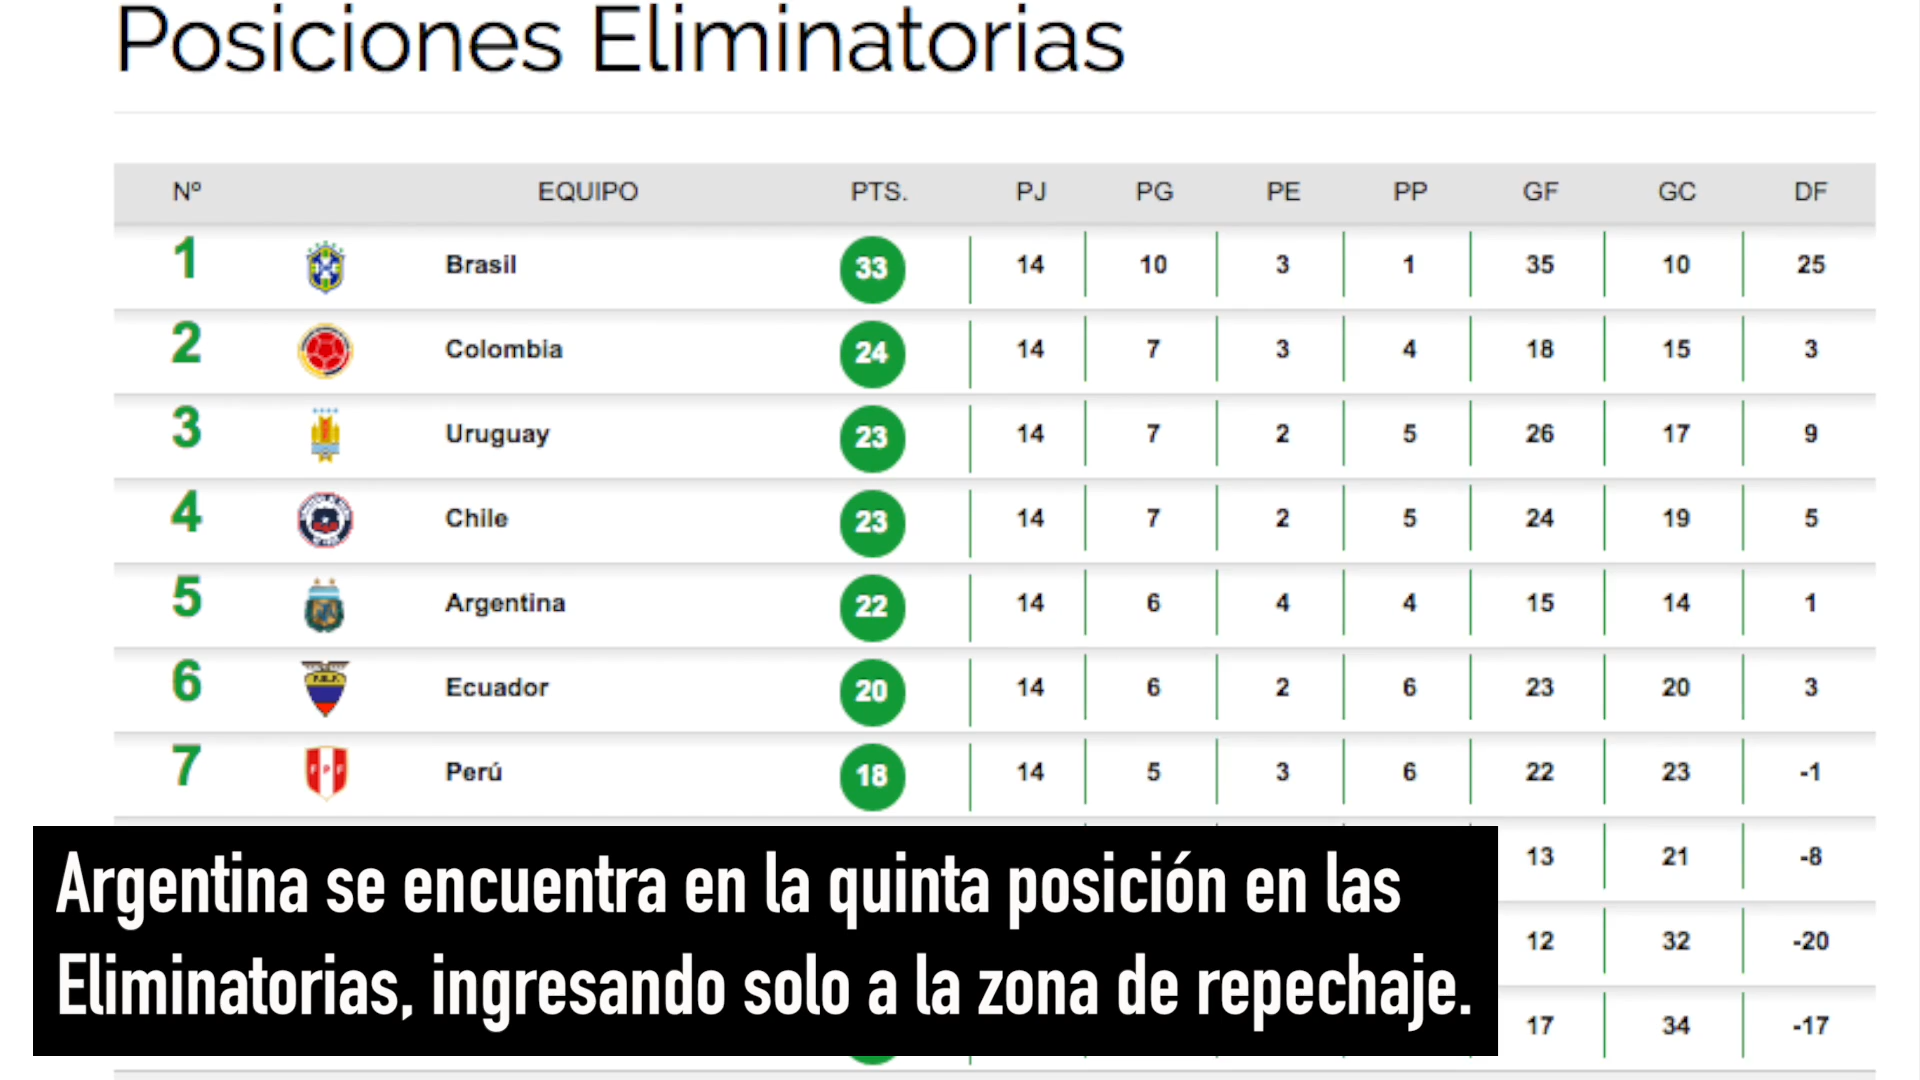 Posiciones Eliminatorias
Nº EQUIPO PTS. PJ PG PE PP GF GC DF
1 Brasil 33 14 10 3 1 35 10 25
2 Colombia 24 14 7 3 4 18 15 3
3 Uruguay 23 14 7 2 5 26 17 9
4 Chile 23 14 7 2 5 24 19 5
5 Argentina 22 14 6 4 4 15 14 1
6 Ecuador 20 14 6 2 6 23 20 3
7 Perú 18 14 5 3 6 22 23 -1
13 21 -8
12 32 -20
17 34 -17
Argentina se encuentra en la quinta posición en las
Eliminatorias, ingresando solo a la zona de repechaje.